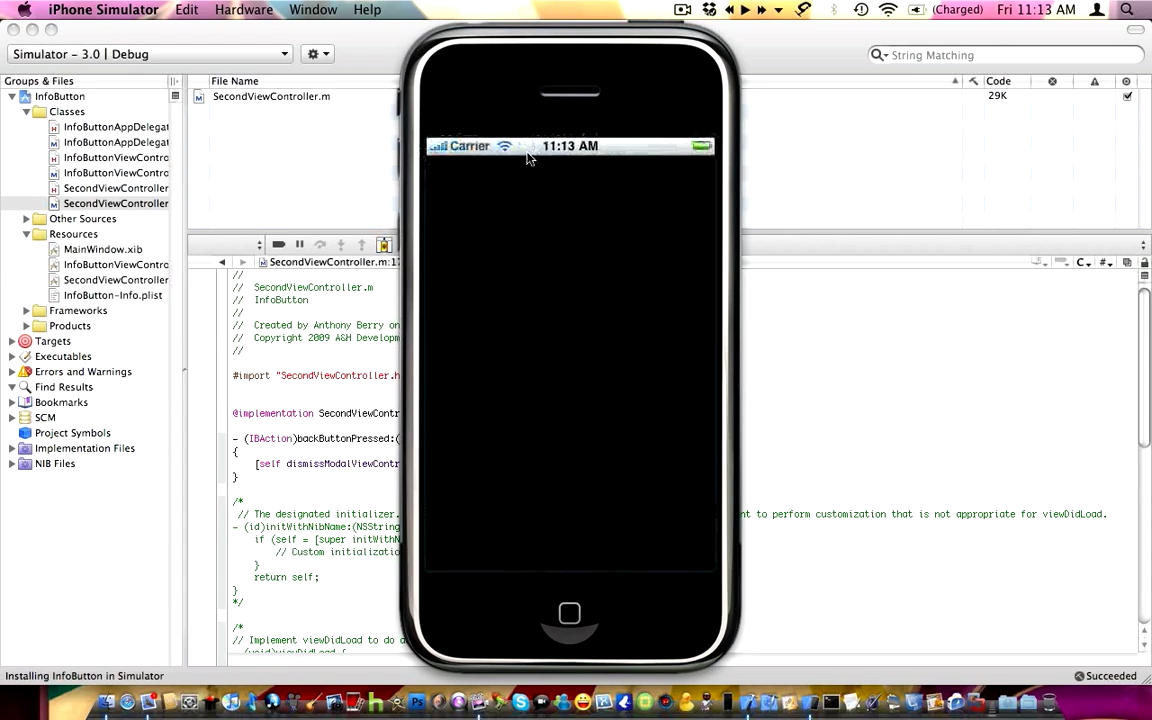 iPhone Simulator Edit Hardware Window Help (Charged) Fri 11:13 AM
Simulator - 3.0 | Debug
String Matching
Groups & Files File Name Code
InfoButton SecondViewController.m 29K
Classes
InfoButtonAppDelegat
InfoButtonAppDelegat
InfoButtonViewContro
InfoButtonViewContro
SecondViewController
SecondViewController
Other Sources
Resources
MainWindow.xib
InfoButtonViewContro
SecondViewController
InfoButton-Info.plist
Frameworks
Products
Targets
Executables
Errors and Warnings
Find Results
Bookmarks
SCM
Project Symbols
Implementation Files
NIB Files
Carrier 11:13 AM
SecondViewController.m:17
//
// SecondViewController.m
// InfoButton
//
// Created by Anthony Berry on
// Copyright 2009 A&H Developm
//
#import "SecondViewController.h
@implementation SecondViewContr
- (IBAction)backButtonPressed:(
{
[self dismissModalViewContr
}
/*
// The designated initializer. nt to perform customization that is not appropriate for viewDidLoad.
- (id)initWithNibName:(NSString
if (self = [super initWithN
// Custom initializatio
}
return self;
}
*/
/*
// Implement viewDidLoad to do a
- (void)viewDidLoad {
Installing InfoButton in Simulator Succeeded